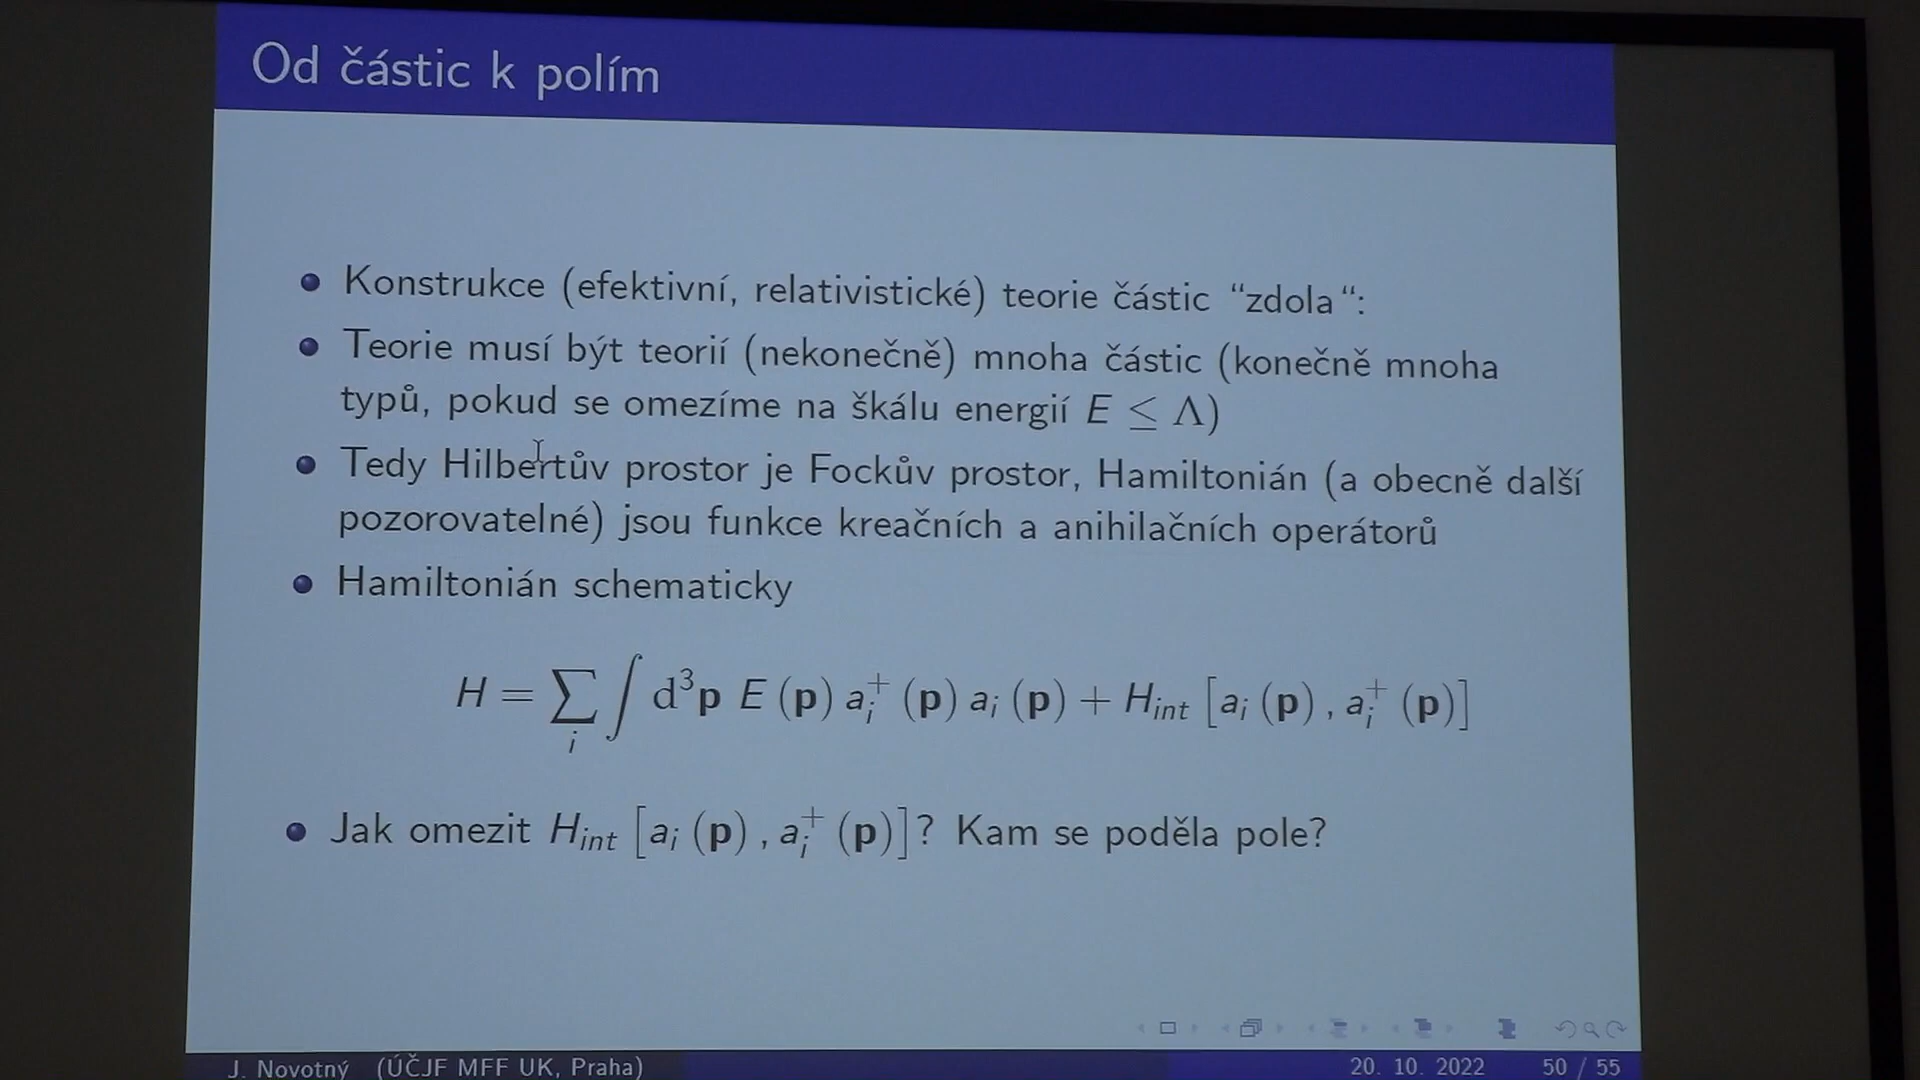 Od částic k polím
Konstrukce (efektivní, relativistické) teorie částic “zdola“:
Teorie musí být teorií (nekonečně) mnoha částic (konečně mnoha
typů, pokud se omezíme na škálu energií E ≤ Λ)
Tedy Hilbertův prostor je Fockův prostor, Hamiltonián (a obecně další
pozorovatelné) jsou funkce kreačních a anihilačních operátorů
Hamiltonián schematicky
H = ∑_i ∫ d³p E (p) a_i^+ (p) a_i (p) + H_int [a_i (p) , a_i^+ (p)]
Jak omezit H_int [a_i (p) , a_i^+ (p)]? Kam se poděla pole?
J. Novotný (ÚČJF MFF UK, Praha) 20. 10. 2022 50 / 55